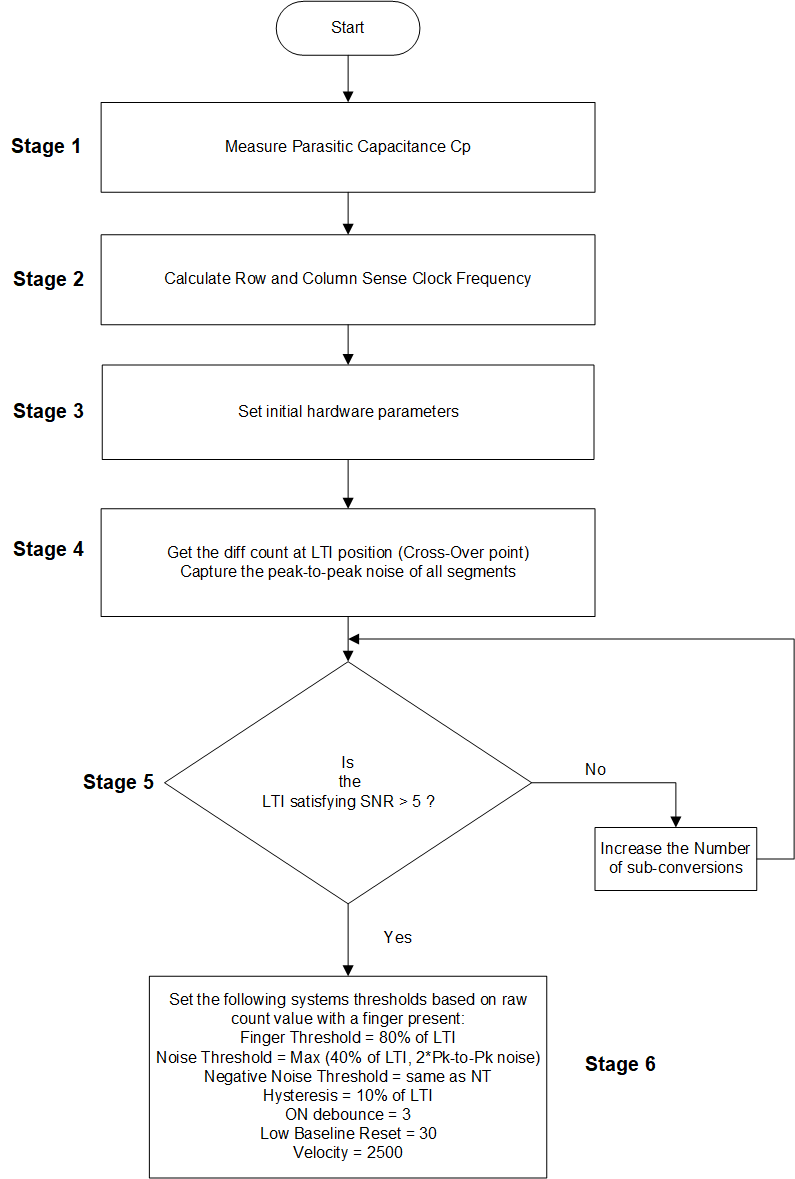 Start
Stage 1
Measure Parasitic Capacitance Cp
Stage 2
Calculate Row and Column Sense Clock Frequency
Stage 3
Set initial hardware parameters
Stage 4
Get the diff count at LTI position (Cross-Over point)
Capture the peak-to-peak noise of all segments
Stage 5
Is
the
LTI satisfying SNR > 5 ?
No
Increase the Number
of sub-conversions
Yes
Set the following systems thresholds based on raw
count value with a finger present:
Finger Threshold = 80% of LTI
Noise Threshold = Max (40% of LTI, 2*Pk-to-Pk noise)
Negative Noise Threshold = same as NT
Hysteresis = 10% of LTI
ON debounce = 3
Low Baseline Reset = 30
Velocity = 2500
Stage 6